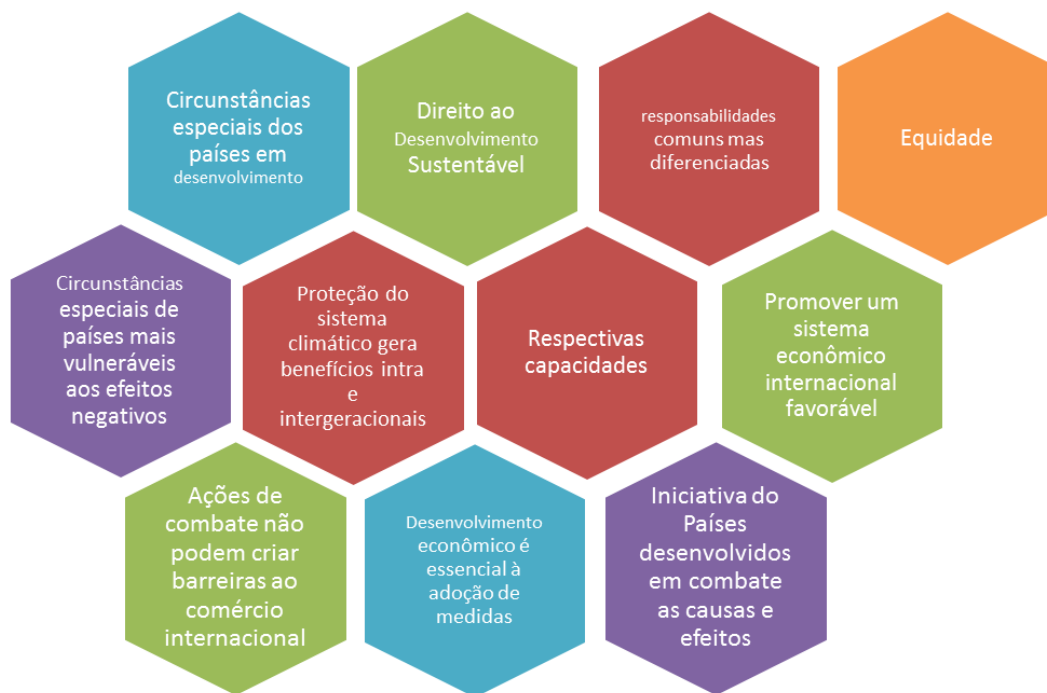 Circunstâncias
especiais dos
países em
desenvolvimento
Direito ao
Desenvolvimento
Sustentável
responsabilidades
comuns mas
diferenciadas
Equidade
Circunstâncias
especiais de
países mais
vulneráveis
aos efeitos
negativos
Proteção do
sistema
climático gera
benefícios intra
e
intergeracionais
Respectivas
capacidades
Promover um
sistema
econômico
internacional
favorável
Ações de
combate não
podem criar
barreiras ao
comércio
internacional
Desenvolvimento
econômico é
essencial à
adoção de
medidas
Iniciativa do
Países
desenvolvidos
em combate
as causas e
efeitos